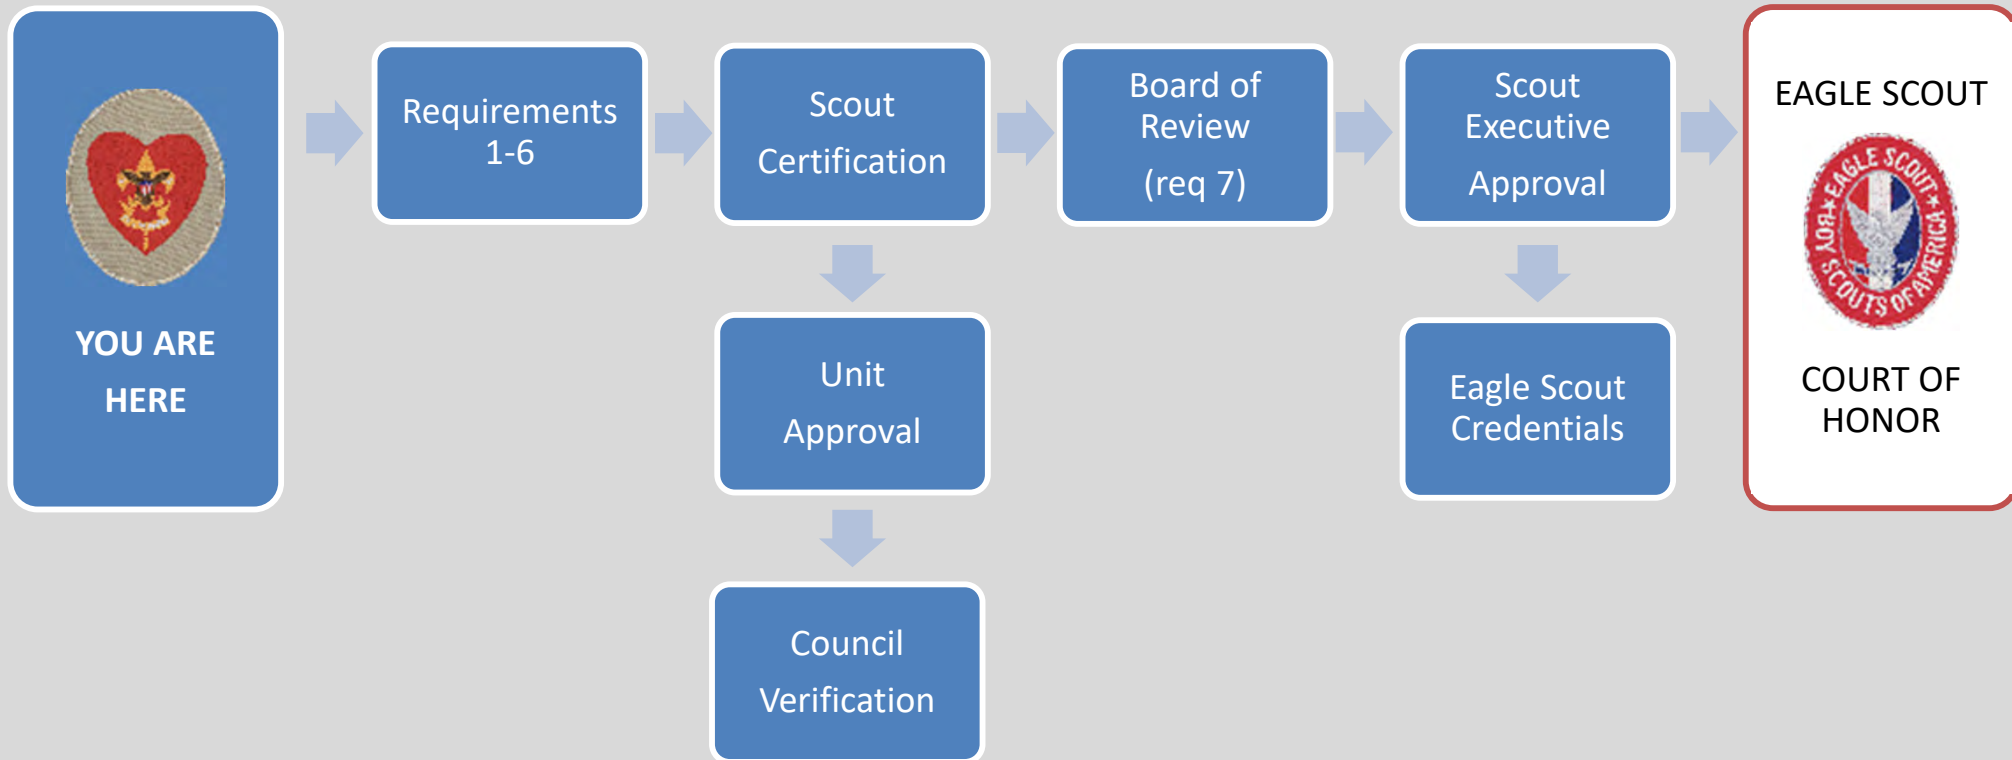 YOU ARE
HERE
Requirements
1-6
Scout
Certification
Board of
Review
(req 7)
Scout
Executive
Approval
EAGLE SCOUT
EAGLE SCOUT
BOY SCOUTS OF AMERICA
COURT OF
HONOR
Unit
Approval
Eagle Scout
Credentials
Council
Verification